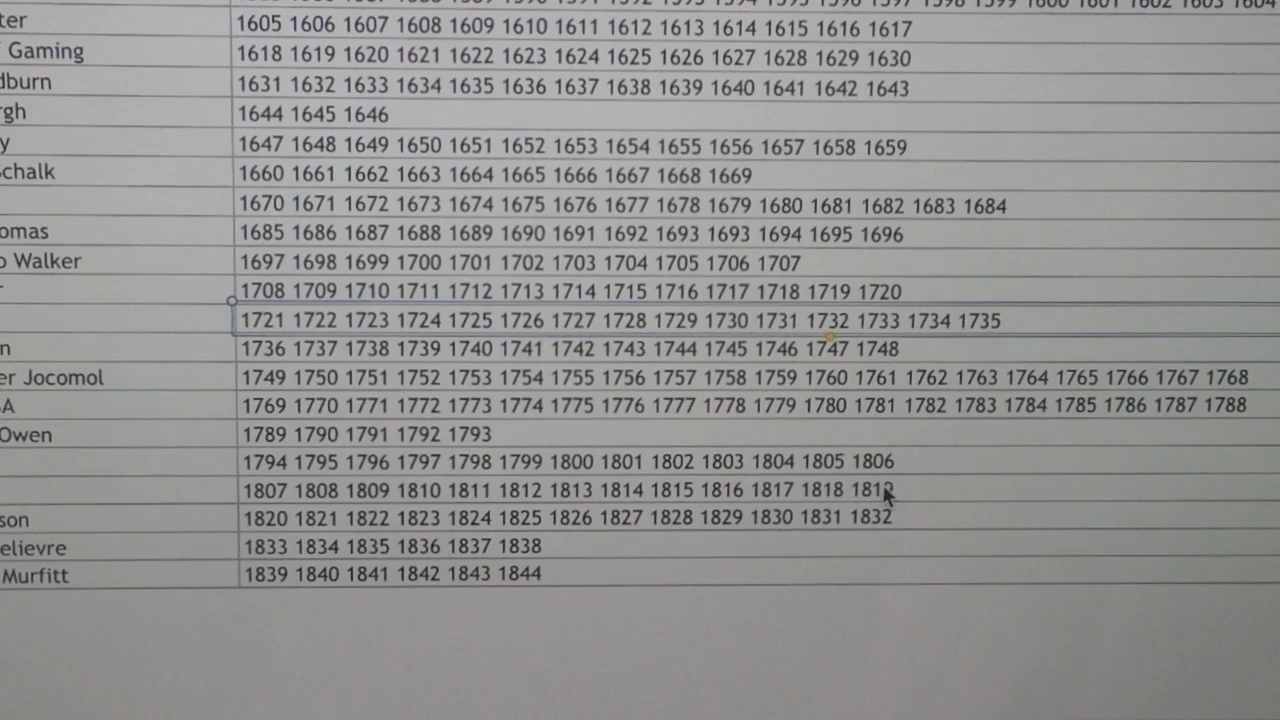 1605 1606 1607 1608 1609 1610 1611 1612 1613 1614 1615 1616 1617
Gaming 1618 1619 1620 1621 1622 1623 1624 1625 1626 1627 1628 1629 1630
dburn 1631 1632 1633 1634 1635 1636 1637 1638 1639 1640 1641 1642 1643
rgh 1644 1645 1646
y 1647 1648 1649 1650 1651 1652 1653 1654 1655 1656 1657 1658 1659
Schalk 1660 1661 1662 1663 1664 1665 1666 1667 1668 1669
1670 1671 1672 1673 1674 1675 1676 1677 1678 1679 1680 1681 1682 1683 1684
omas 1685 1686 1687 1688 1689 1690 1691 1692 1693 1693 1694 1695 1696
o Walker 1697 1698 1699 1700 1701 1702 1703 1704 1705 1706 1707
1708 1709 1710 1711 1712 1713 1714 1715 1716 1717 1718 1719 1720
1721 1722 1723 1724 1725 1726 1727 1728 1729 1730 1731 1732 1733 1734 1735
n 1736 1737 1738 1739 1740 1741 1742 1743 1744 1745 1746 1747 1748
er Jocomol 1749 1750 1751 1752 1753 1754 1755 1756 1757 1758 1759 1760 1761 1762 1763 1764 1765 1766 1767 1768
A 1769 1770 1771 1772 1773 1774 1775 1776 1777 1778 1779 1780 1781 1782 1783 1784 1785 1786 1787 1788
Owen 1789 1790 1791 1792 1793
1794 1795 1796 1797 1798 1799 1800 1801 1802 1803 1804 1805 1806
1807 1808 1809 1810 1811 1812 1813 1814 1815 1816 1817 1818
son 1820 1821 1822 1823 1824 1825 1826 1827 1828 1829 1830 1831 1832
elievre 1833 1834 1835 1836 1837 1838
Murfitt 1839 1840 1841 1842 1843 1844